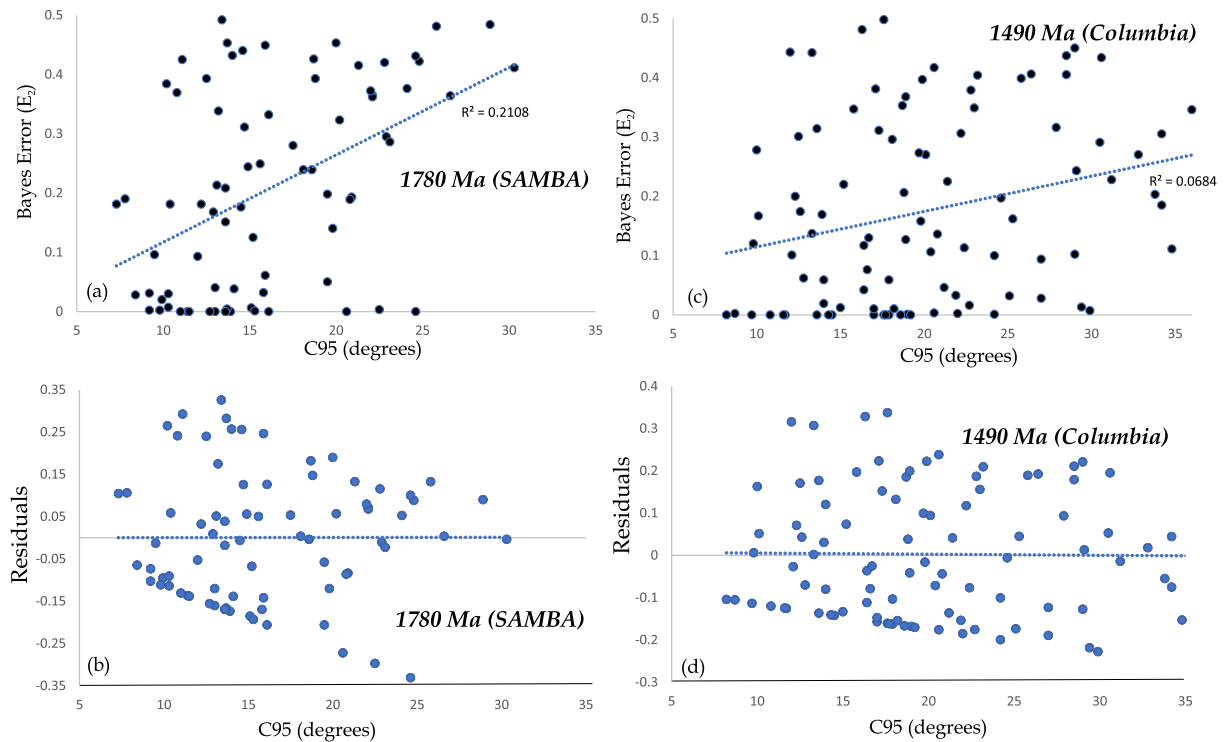 0.5
0.4
0.3
0.2
0.1
0
Bayes Error (E₂)
R² = 0.2108
1780 Ma (SAMBA)
(a)
5 10 15 20 25 30 35
C95 (degrees)
1490 Ma (Columbia)
0.5
0.4
0.3
0.2
0.1
0
Bayes Error (E₂)
R² = 0.0684
(c)
5 10 15 20 25 30 35
C95 (degrees)
0.35
0.25
0.15
0.05
-0.05
-0.15
-0.25
-0.35
Residuals
1780 Ma (SAMBA)
(b)
5 10 15 20 25 30 35
C95 (degrees)
0.4
0.3
0.2
0.1
0
-0.1
-0.2
-0.3
Residuals
1490 Ma (Columbia)
(d)
5 10 15 20 25 30 35
C95 (degrees)